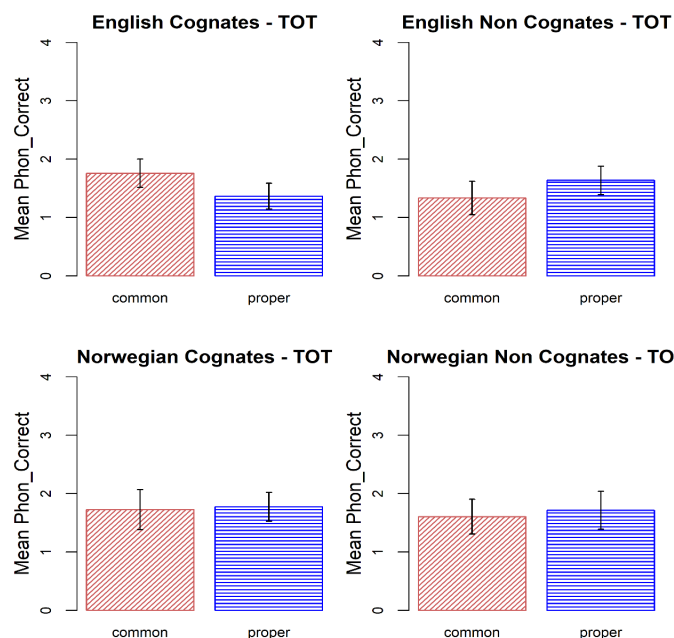 English Cognates - TOT
English Non Cognates - TOT
Mean Phon_Correct
4
3
2
1
0
common
proper
Mean Phon_Correct
4
3
2
1
0
common
proper
Norwegian Cognates - TOT
Norwegian Non Cognates - TO
Mean Phon_Correct
4
3
2
1
0
common
proper
Mean Phon_Correct
4
3
2
1
0
common
proper